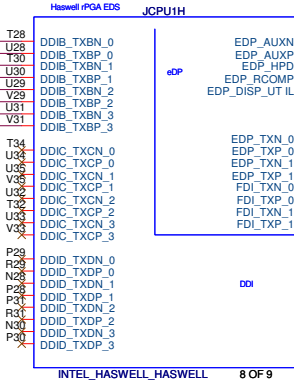 Haswell rPGA EDS
JCPU1H
T28 DDIB_TXBN_0
U28 DDIB_TXBP_0
T30 DDIB_TXBN_1
U30 DDIB_TXBP_1
U29 DDIB_TXBN_2
V29 DDIB_TXBP_2
U31 DDIB_TXBN_3
V31 DDIB_TXBP_3
T34 DDIC_TXCN_0
U34 DDIC_TXCP_0
U35 DDIC_TXCN_1
V35 DDIC_TXCP_1
U32 DDIC_TXCN_2
T32 DDIC_TXCP_2
U33 DDIC_TXCN_3
V33 DDIC_TXCP_3
P29 DDID_TXDN_0
R29 DDID_TXDP_0
N28 DDID_TXDN_1
P28 DDID_TXDP_1
P31 DDID_TXDN_2
R31 DDID_TXDP_2
N30 DDID_TXDN_3
P30 DDID_TXDP_3
eDP
EDP_AUXN
EDP_AUXP
EDP_HPD
EDP_RCOMP
EDP_DISP_UTIL
EDP_TXN_0
EDP_TXP_0
EDP_TXN_1
EDP_TXP_1
FDI_TXN_0
FDI_TXP_0
FDI_TXN_1
FDI_TXP_1
DDI
INTEL_HASWELL_HASWELL
8 OF 9